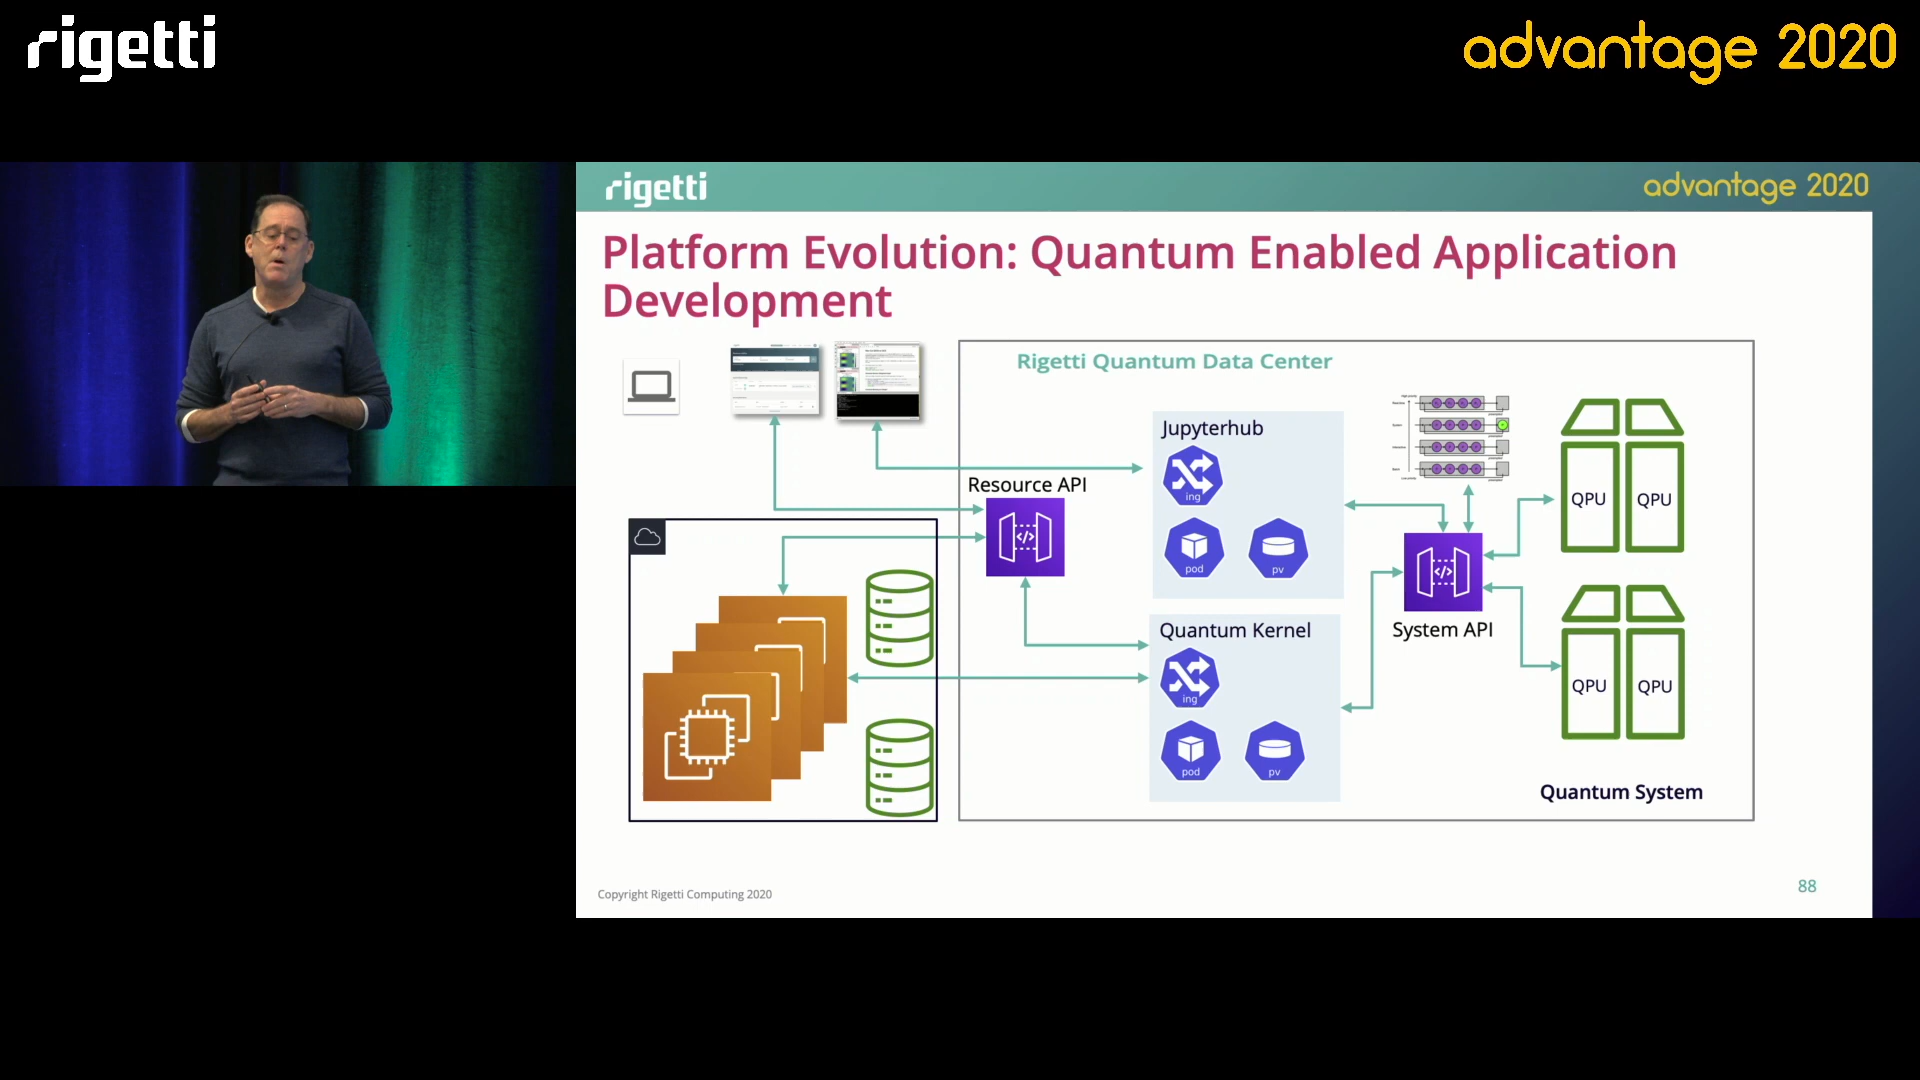 rigetti
advantage 2020
rigetti
advantage 2020
Platform Evolution: Quantum Enabled Application
Development
Rigetti Quantum Data Center
Jupyterhub
ing
pod
pv
Resource API
QPU
QPU
Quantum Kernel
ing
pod
pv
System API
QPU
QPU
Quantum System
Copyright Rigetti Computing 2020
88